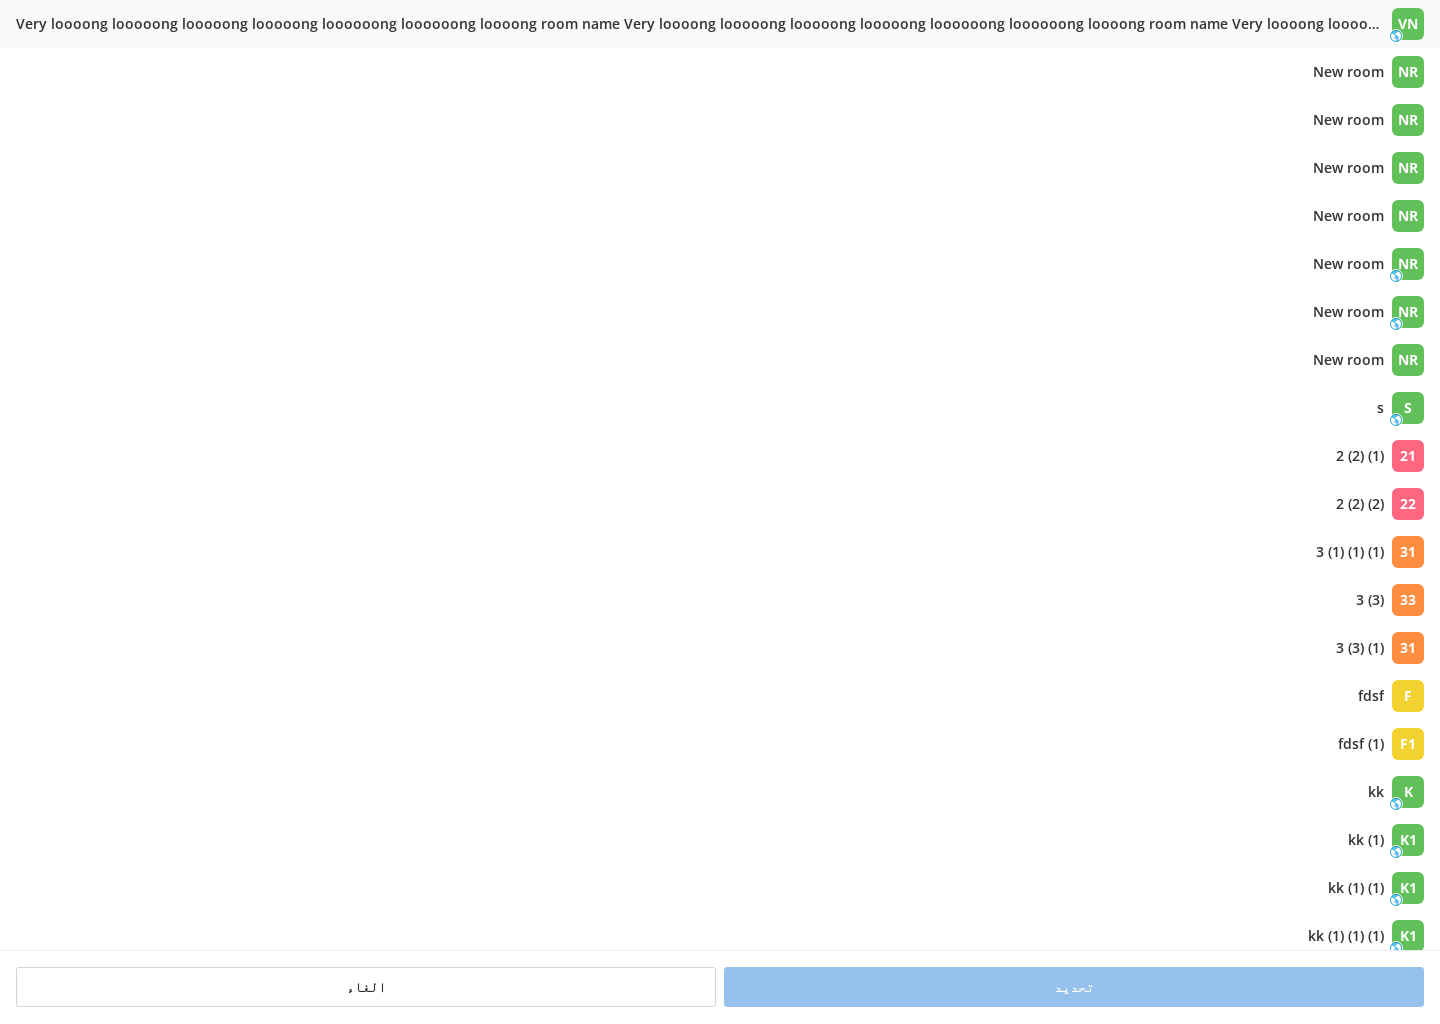 Very loooong looooong looooong looooong loooooong loooooong loooong room name Very loooong looooong looooong looooong loooooong loooooong loooong room name Very loooong loooo... VN
New room NR
New room NR
New room NR
New room NR
New room NR
New room NR
New room NR
s S
2 (2) (1) 21
2 (2) (2) 22
3 (1) (1) (1) 31
3 (3) 33
3 (3) (1) 31
fdsf F
fdsf (1) F1
kk K
kk (1) K1
kk (1) (1) K1
kk (1) (1) (1) K1
تحديد
الغاء